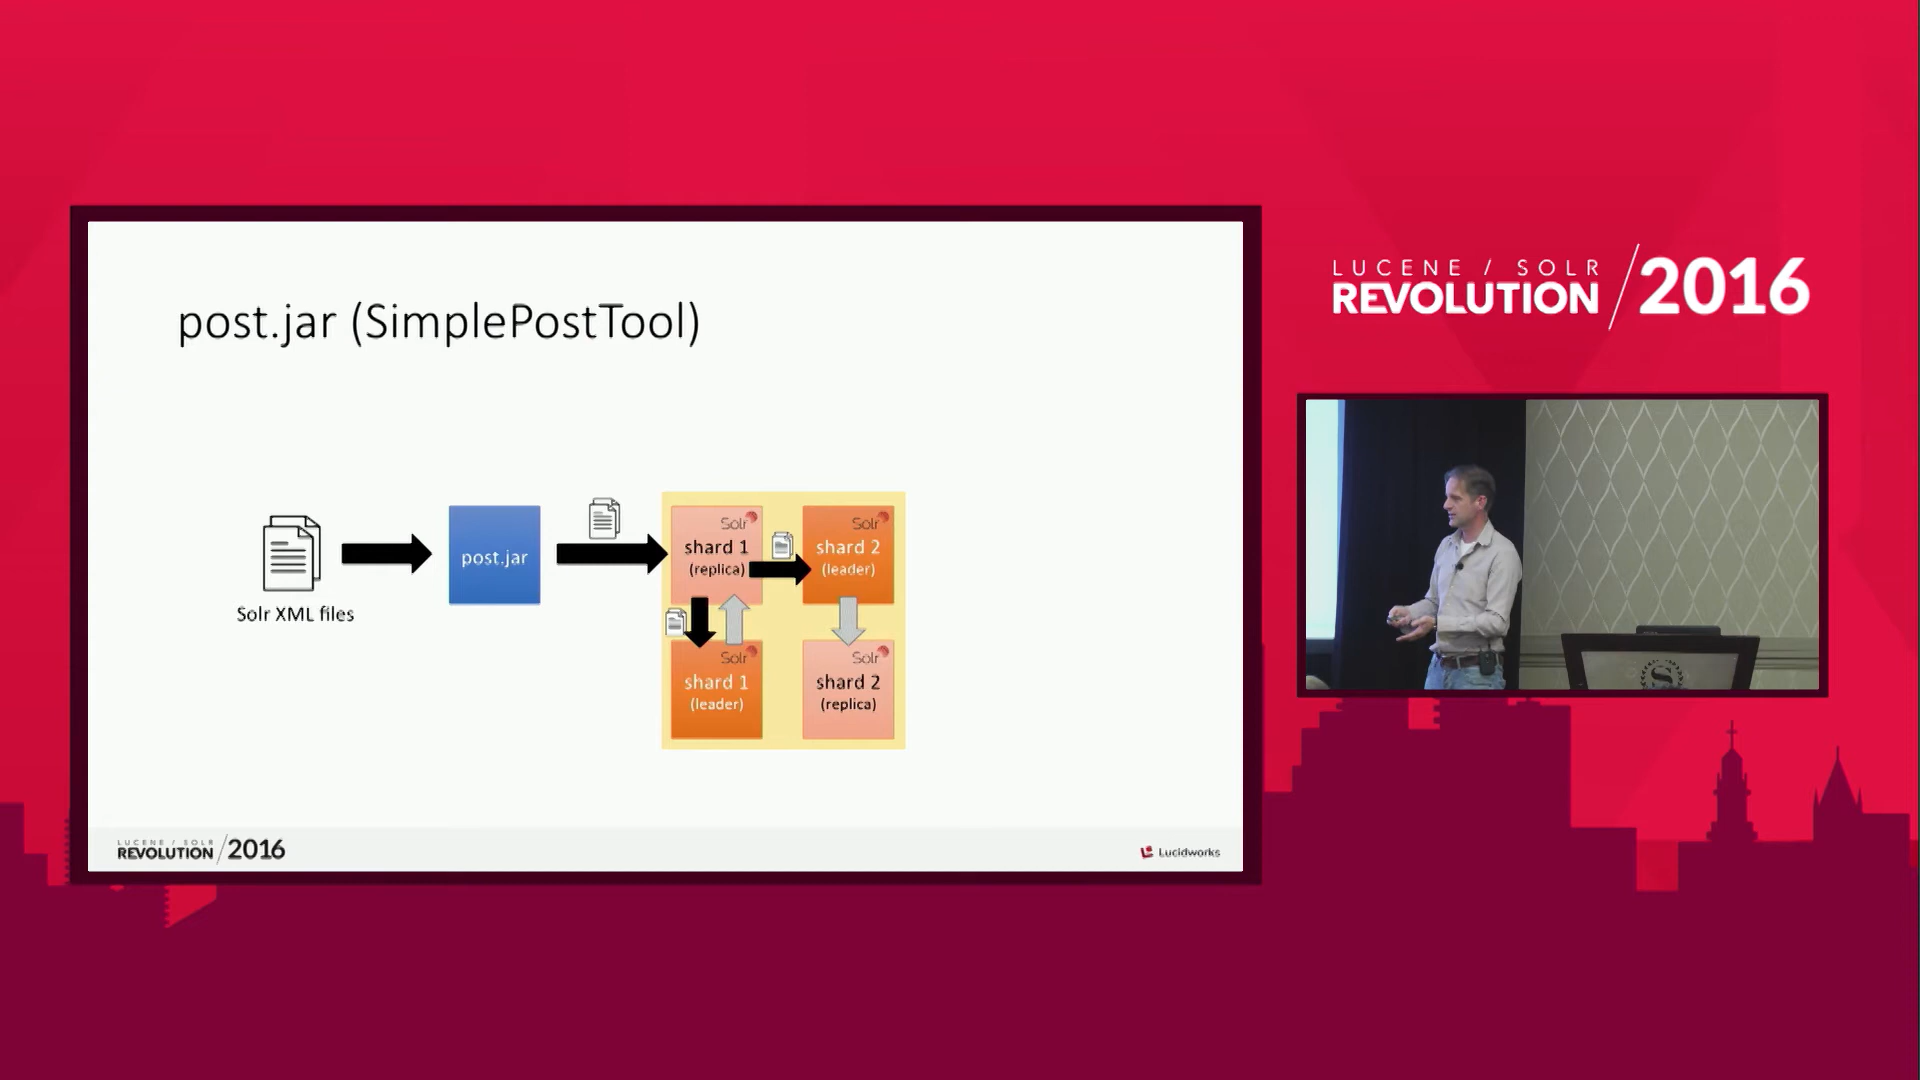 post.jar (SimplePostTool)
Solr XML files
post.jar
Solr
shard 1
(replica)
Solr
shard 2
(leader)
Solr
shard 1
(leader)
Solr
shard 2
(replica)
LUCENE / SOLR
REVOLUTION /2016
Lucidworks
LUCENE / SOLR
REVOLUTION /2016
S